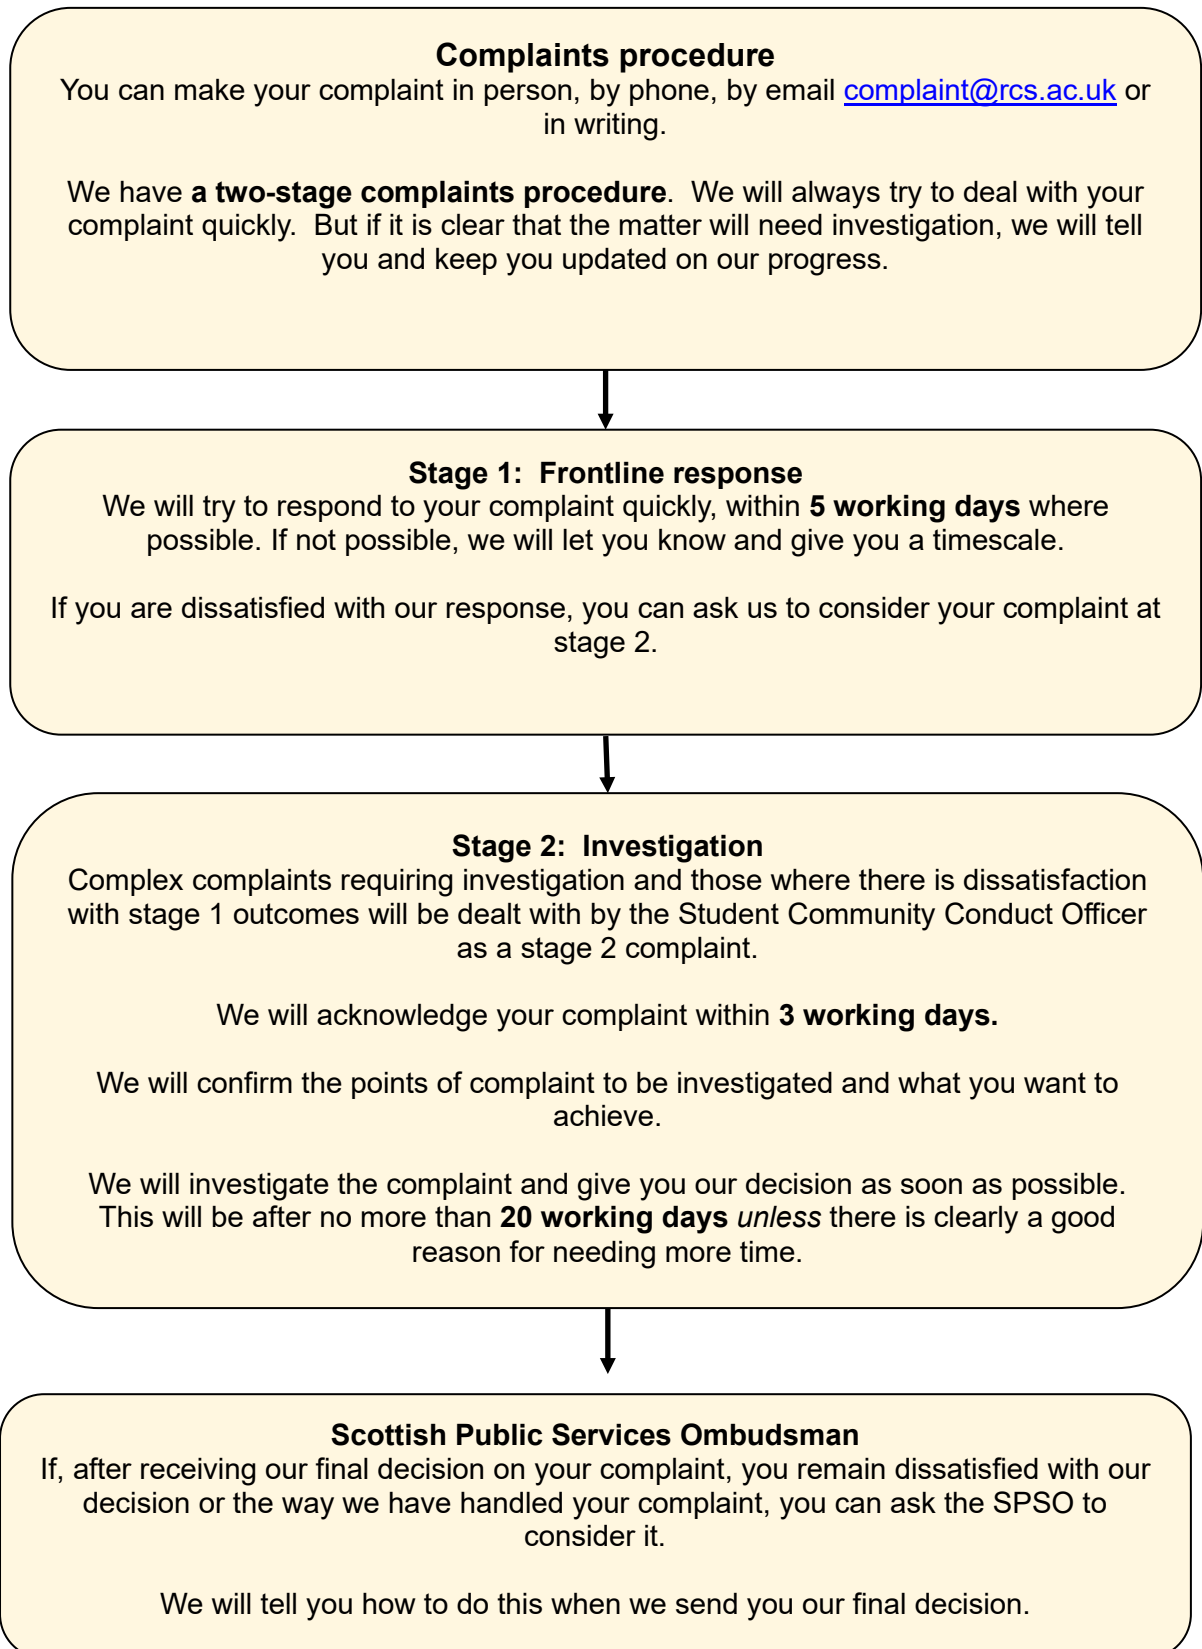 Complaints procedure
You can make your complaint in person, by phone, by email complaint@rcs.ac.uk or
in writing.
We have a two-stage complaints procedure.  We will always try to deal with your
complaint quickly.  But if it is clear that the matter will need investigation, we will tell
you and keep you updated on our progress.
Stage 1:  Frontline response
We will try to respond to your complaint quickly, within 5 working days where
possible. If not possible, we will let you know and give you a timescale.
If you are dissatisfied with our response, you can ask us to consider your complaint at
stage 2.
Stage 2:  Investigation
Complex complaints requiring investigation and those where there is dissatisfaction
with stage 1 outcomes will be dealt with by the Student Community Conduct Officer
as a stage 2 complaint.
We will acknowledge your complaint within 3 working days.
We will confirm the points of complaint to be investigated and what you want to
achieve.
We will investigate the complaint and give you our decision as soon as possible.
This will be after no more than 20 working days unless there is clearly a good
reason for needing more time.
Scottish Public Services Ombudsman
If, after receiving our final decision on your complaint, you remain dissatisfied with our
decision or the way we have handled your complaint, you can ask the SPSO to
consider it.
We will tell you how to do this when we send you our final decision.